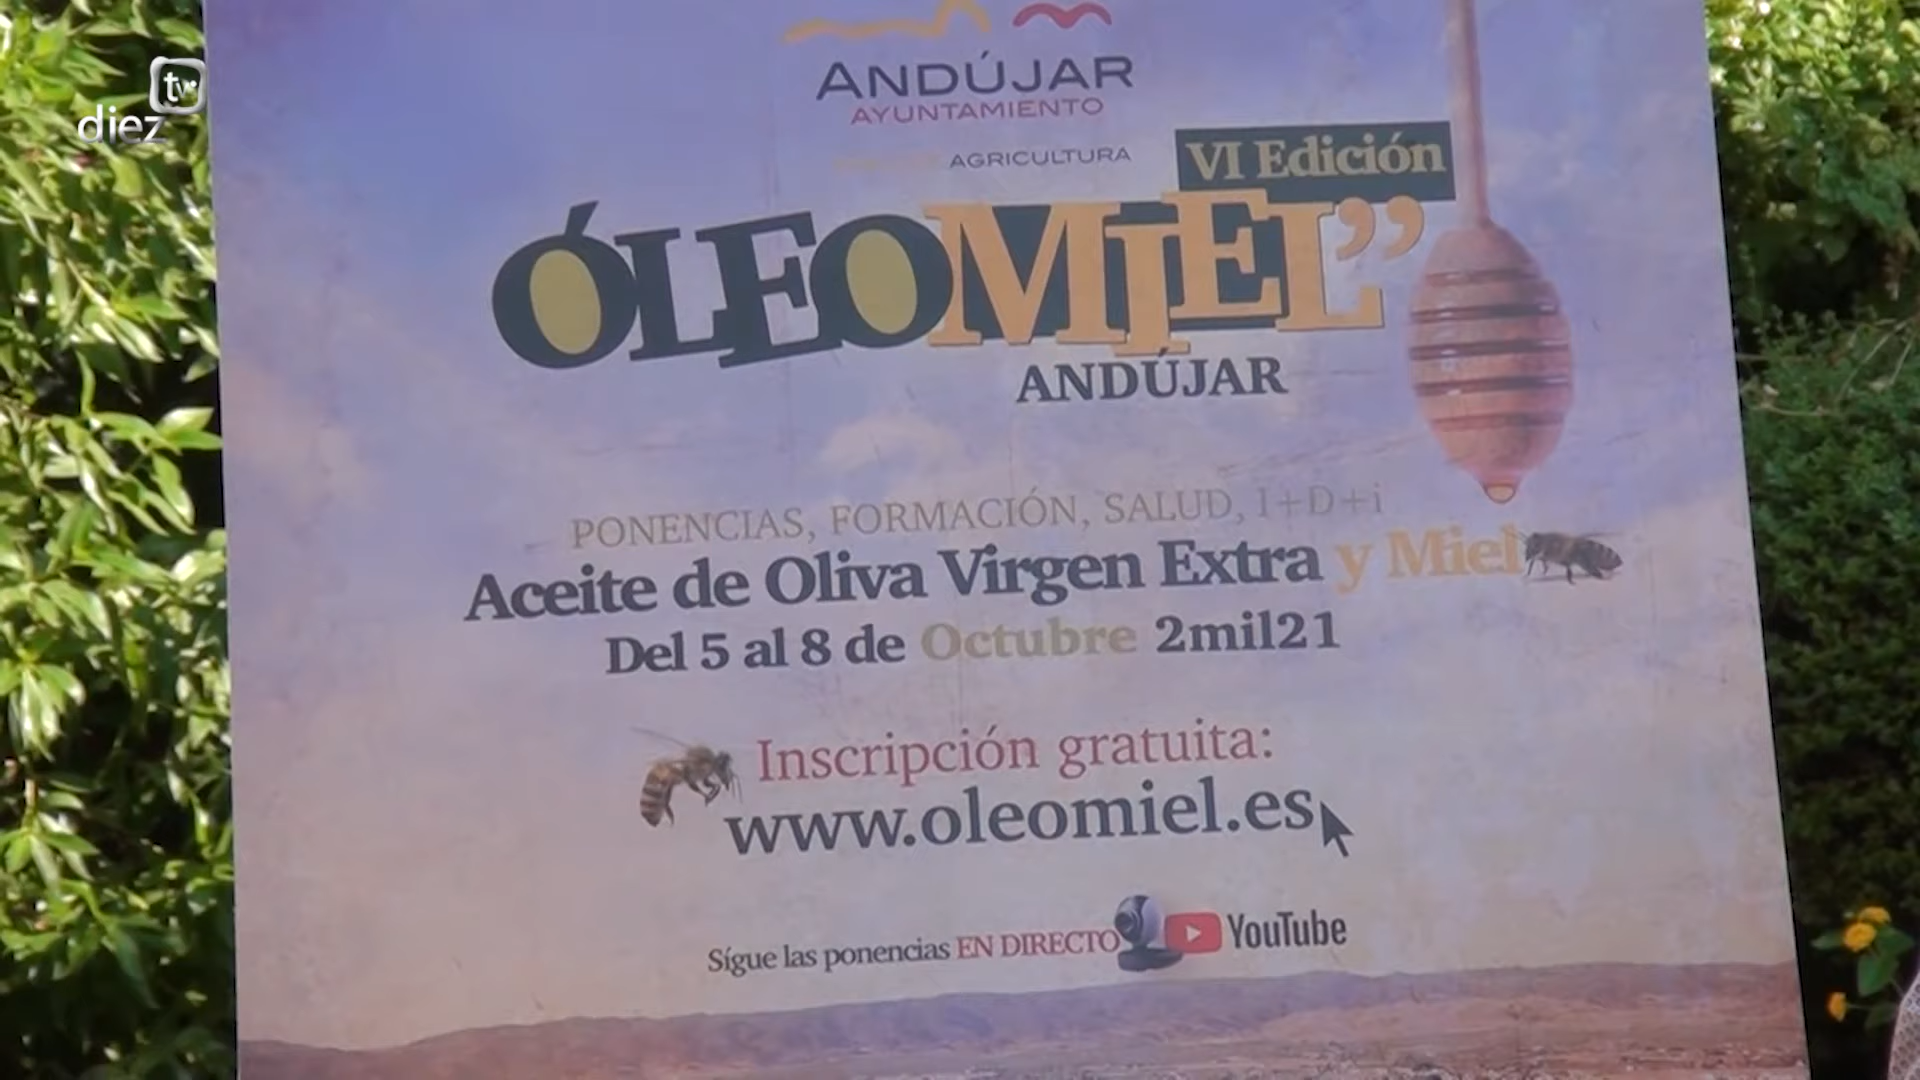 tv
diez
ANDÚJAR
AYUNTAMIENTO
AGRICULTURA
VI Edición
ÓLEOMIEL”
ANDÚJAR
PONENCIAS, FORMACIÓN, SALUD, I+D+i
Aceite de Oliva Virgen Extra y Miel
Del 5 al 8 de Octubre 2mil21
Inscripción gratuita:
www.oleomiel.es
Sígue las ponencias EN DIRECTO YouTube